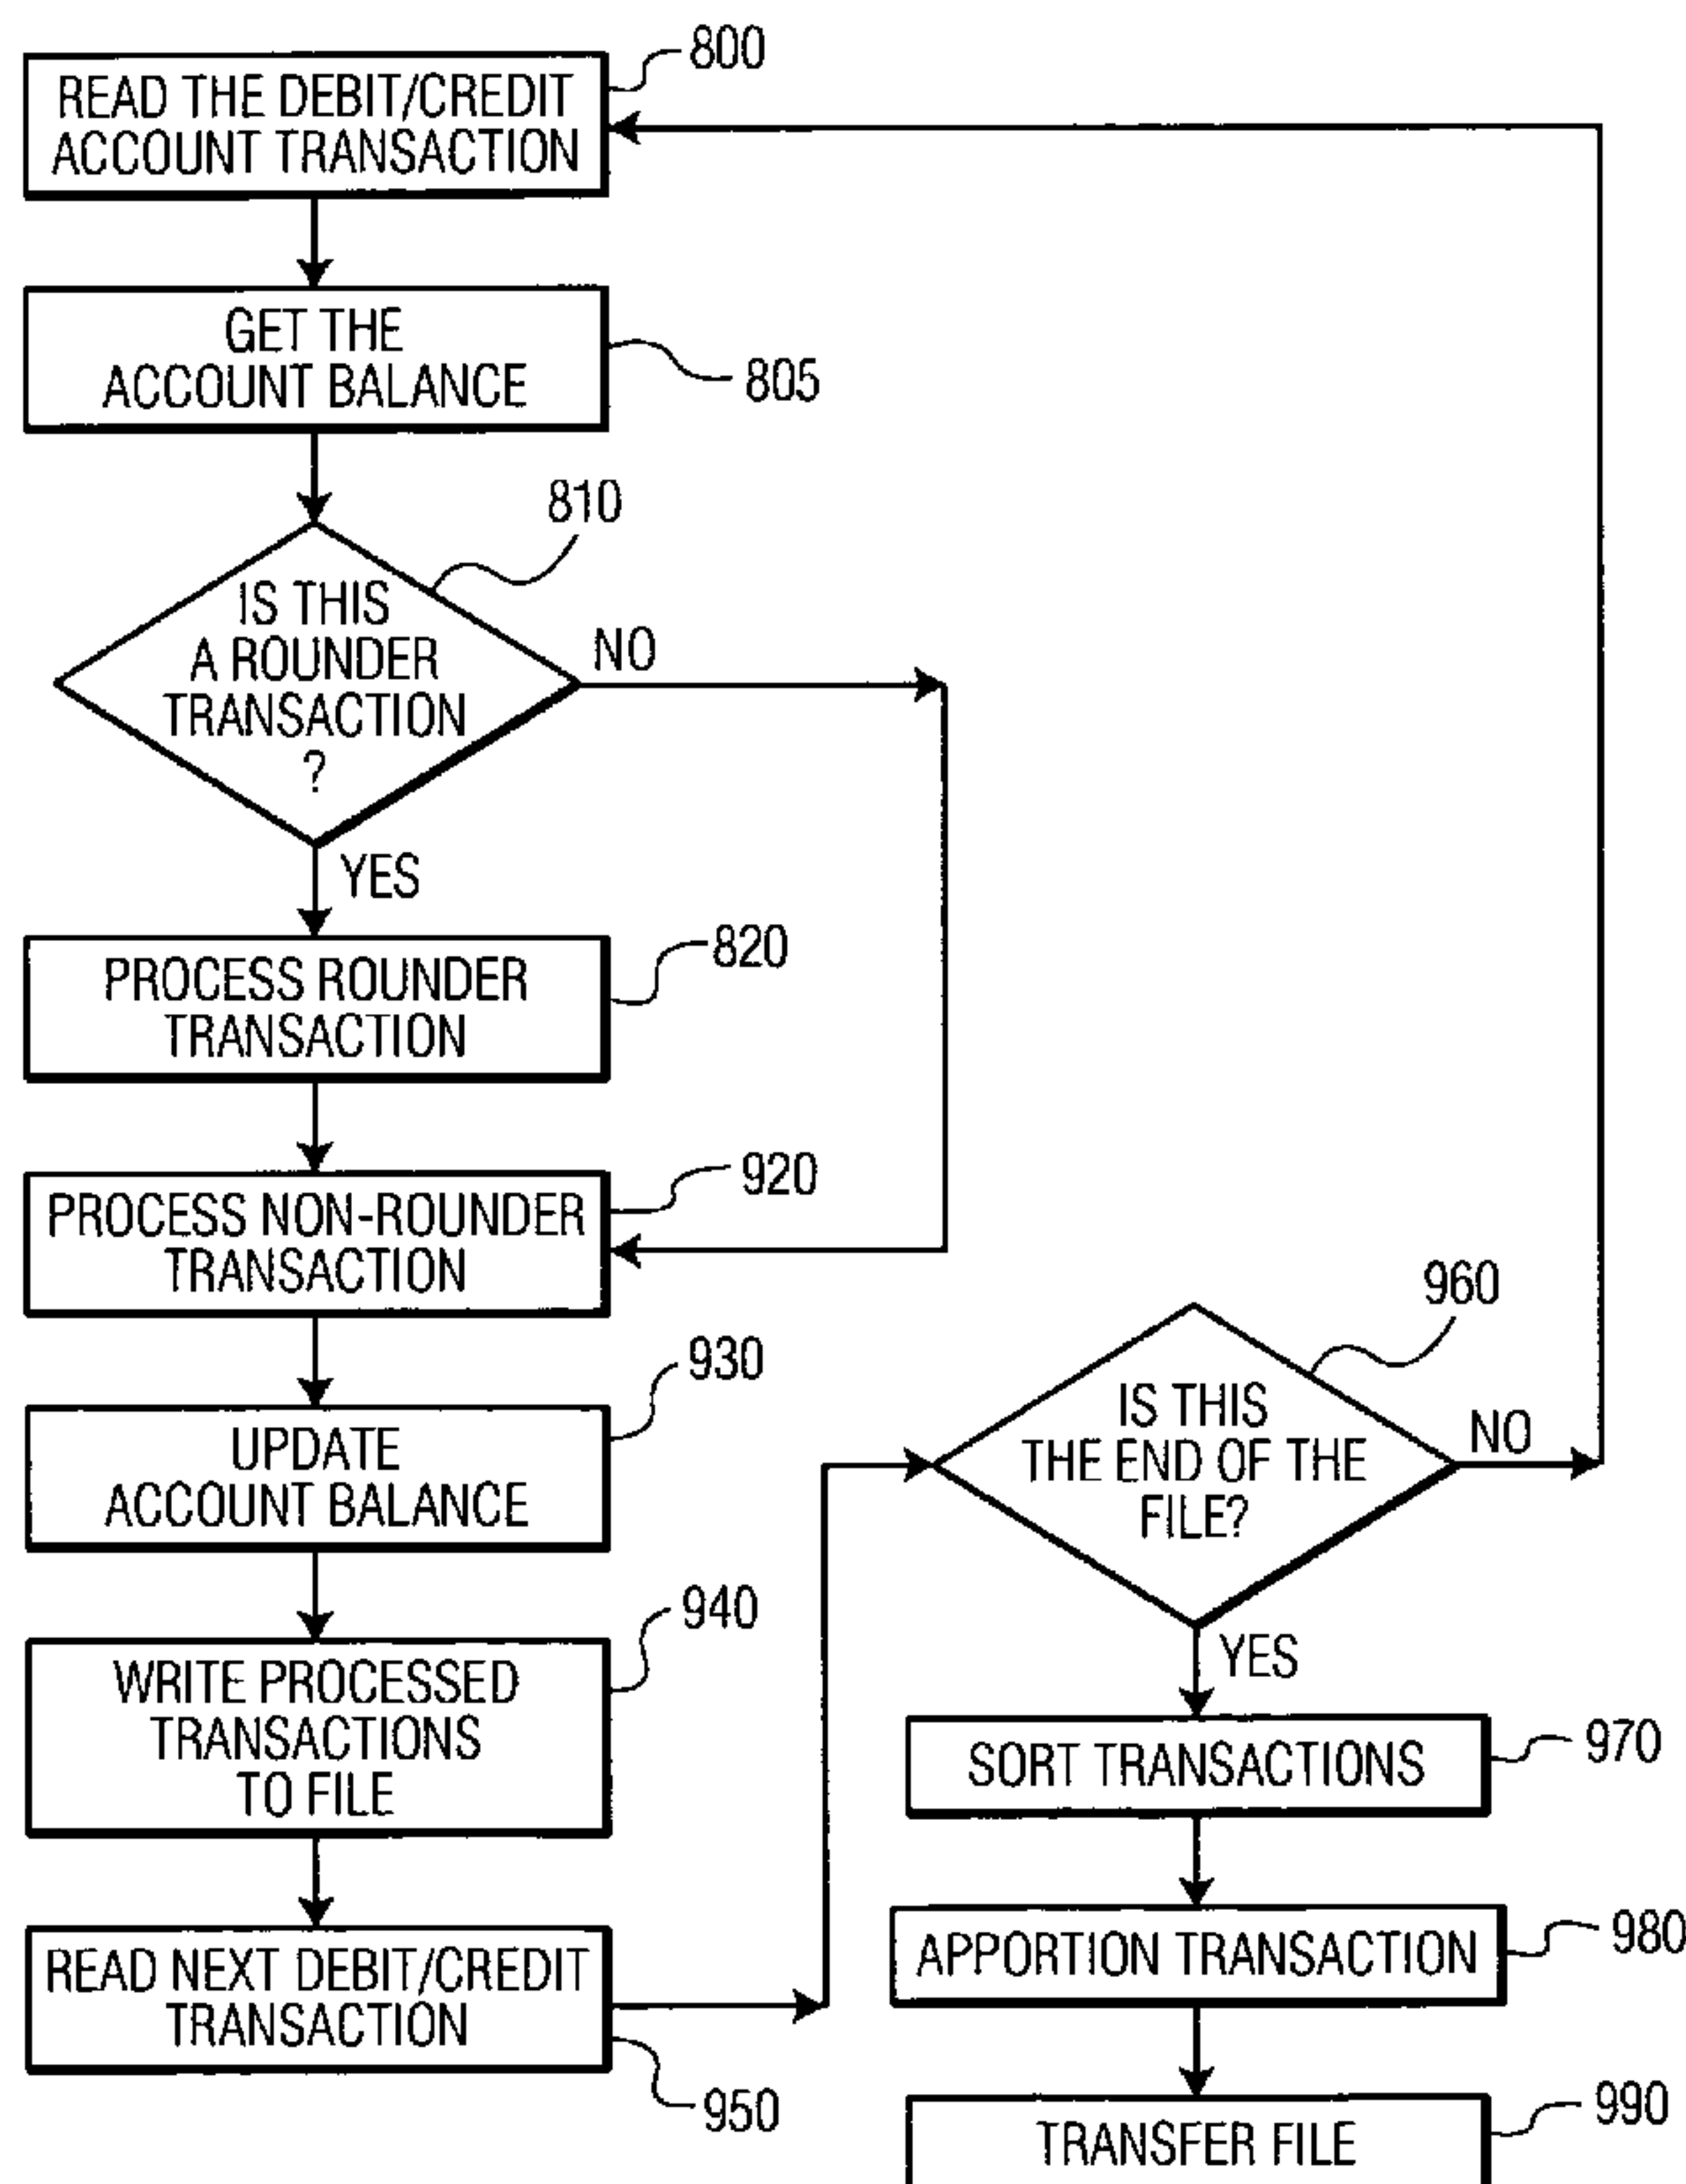 800
READ THE DEBIT/CREDIT
ACCOUNT TRANSACTION
GET THE
ACCOUNT BALANCE
805
810
IS THIS
A ROUNDER
TRANSACTION
?
NO
YES
820
PROCESS ROUNDER
TRANSACTION
920
PROCESS NON-ROUNDER
TRANSACTION
930
UPDATE
ACCOUNT BALANCE
940
WRITE PROCESSED
TRANSACTIONS
TO FILE
READ NEXT DEBIT/CREDIT
TRANSACTION
950
960
IS THIS
THE END OF THE
FILE?
NO
YES
SORT TRANSACTIONS
970
APPORTION TRANSACTION
980
TRANSFER FILE
990